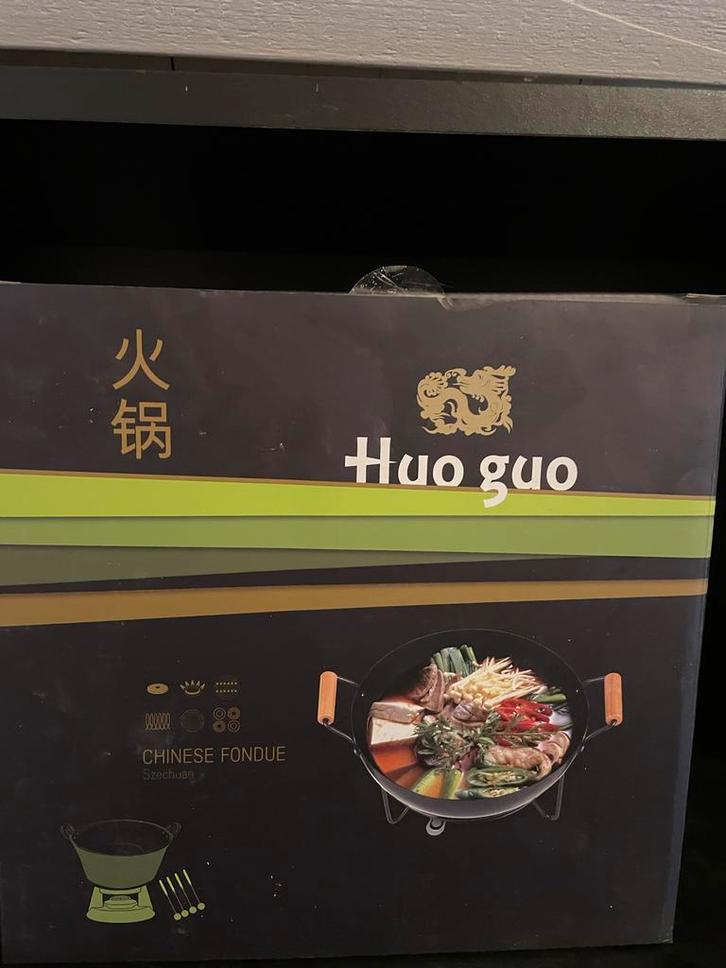 火
锅
Huo guo
CHINESE FONDUE
Szechuan